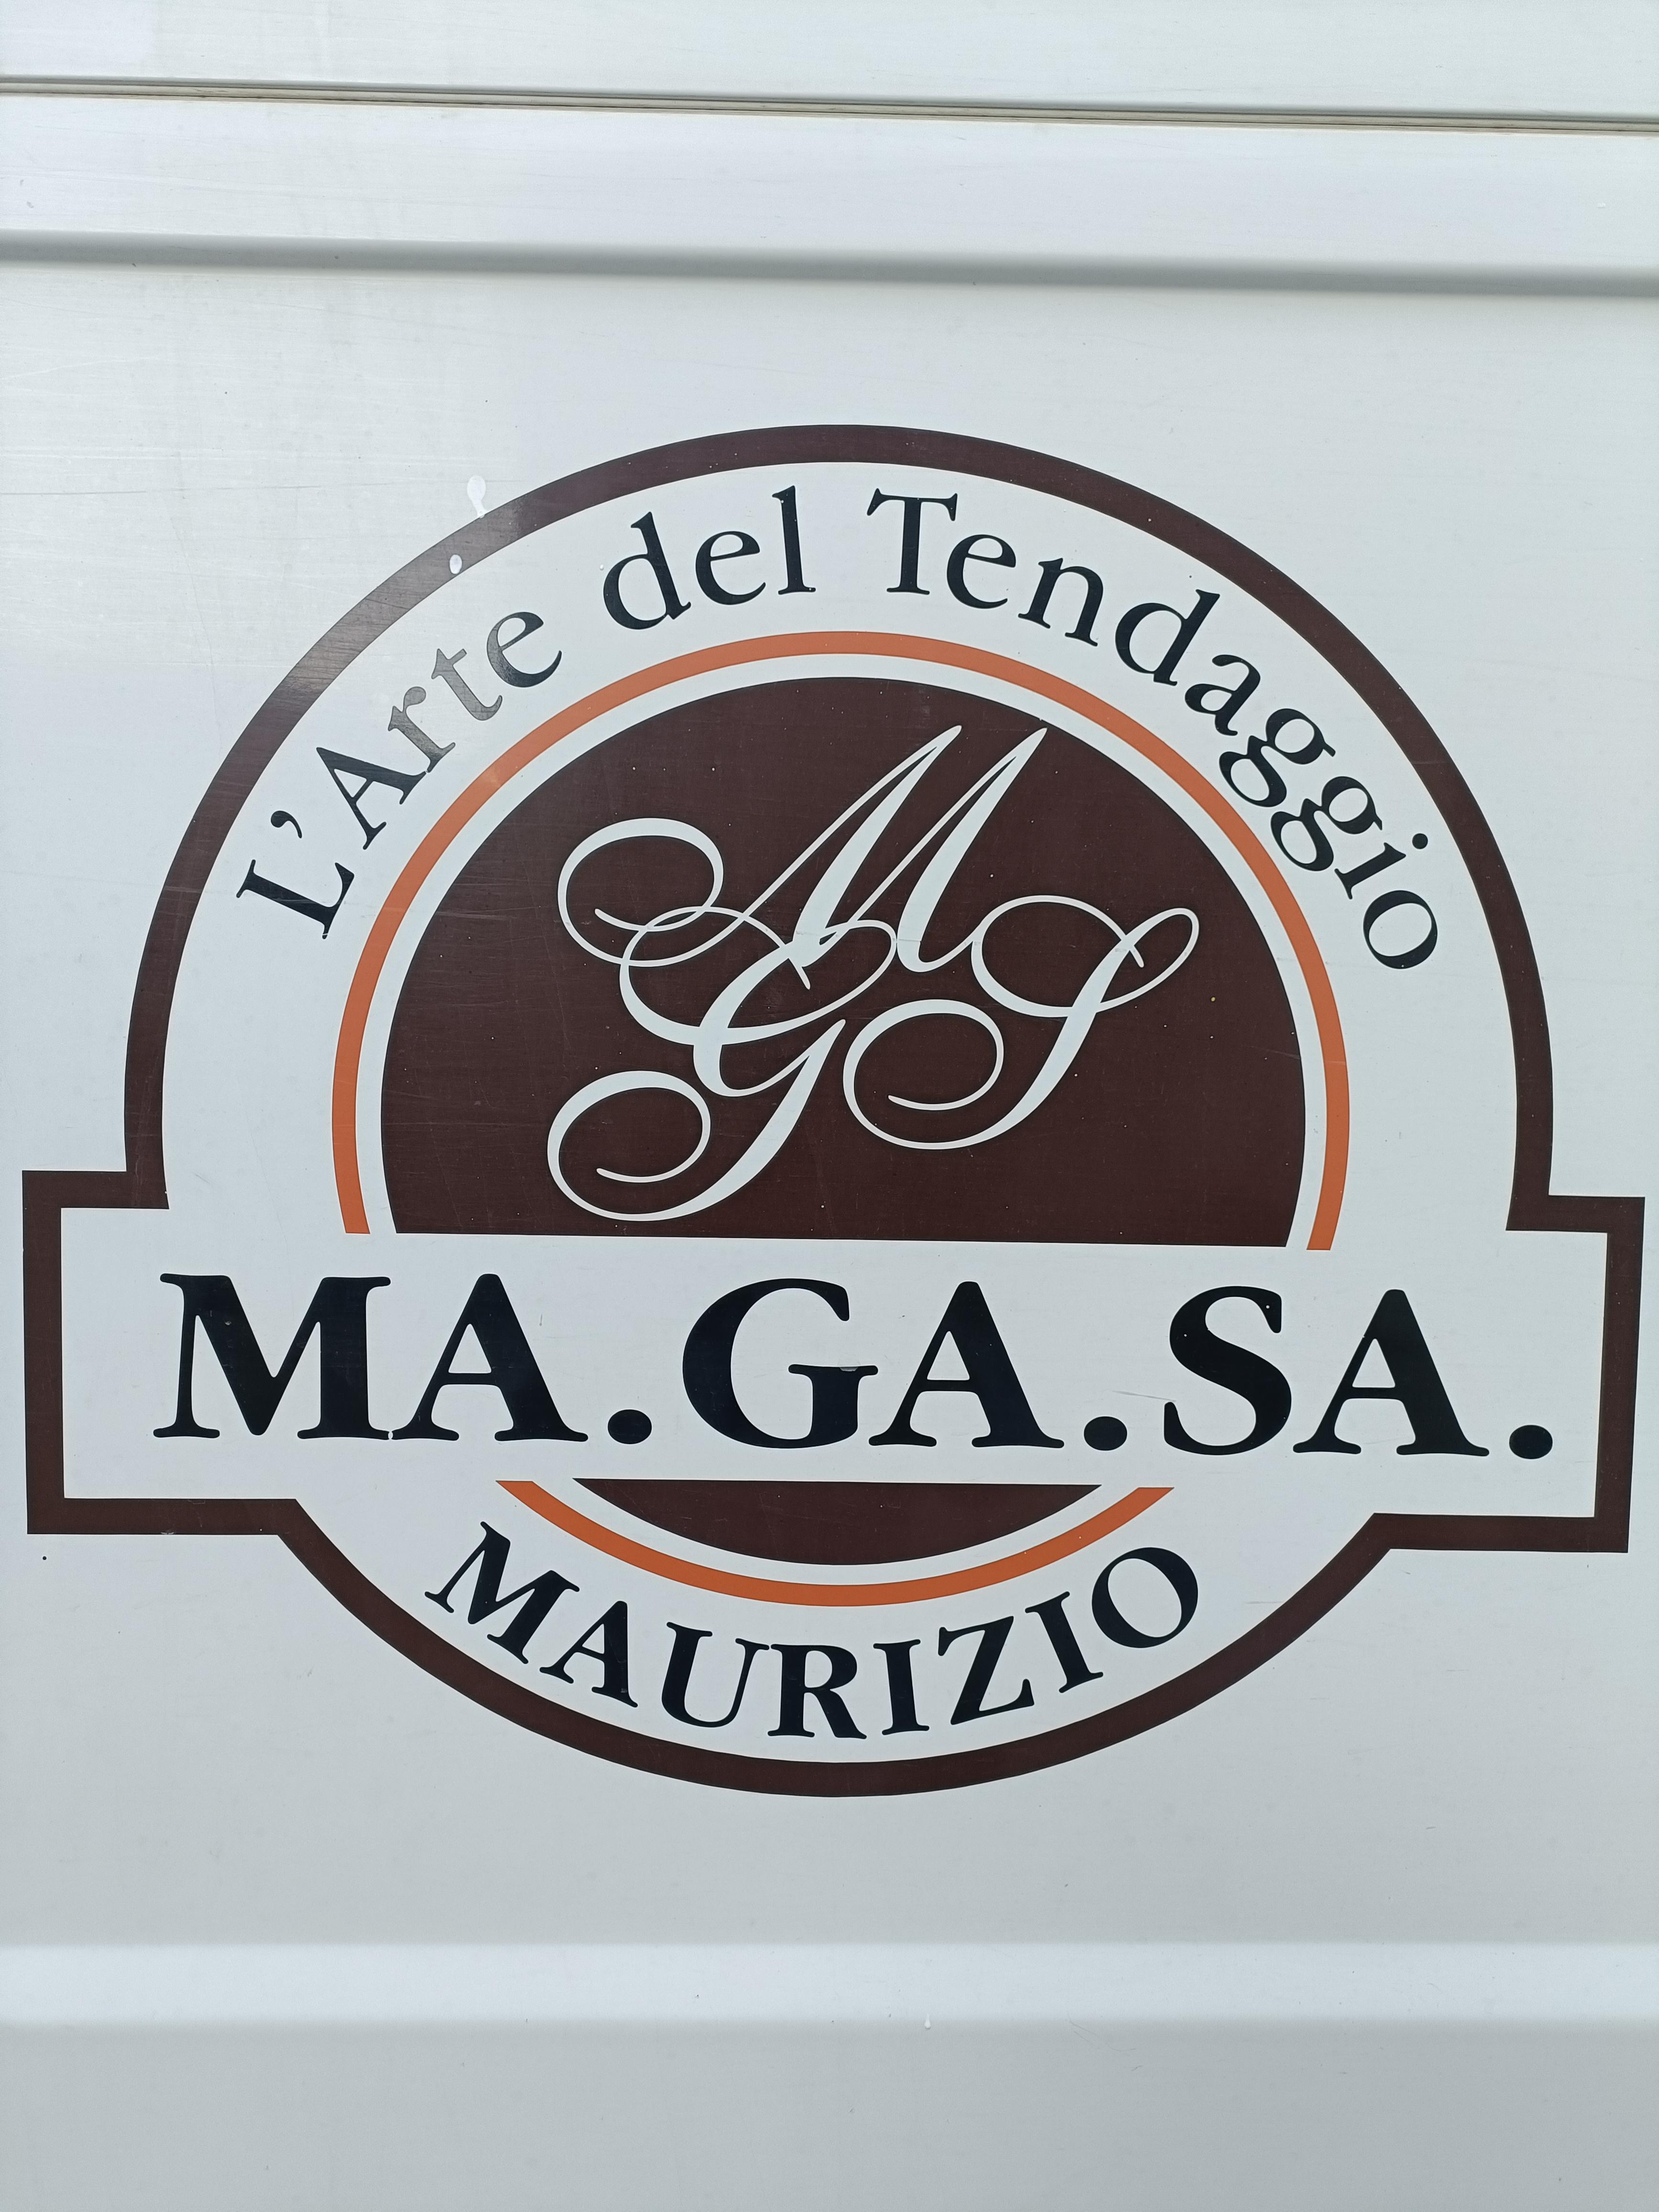 L'Arte del Tendaggio
MGS
MA.GA.SA.
MAURIZIO